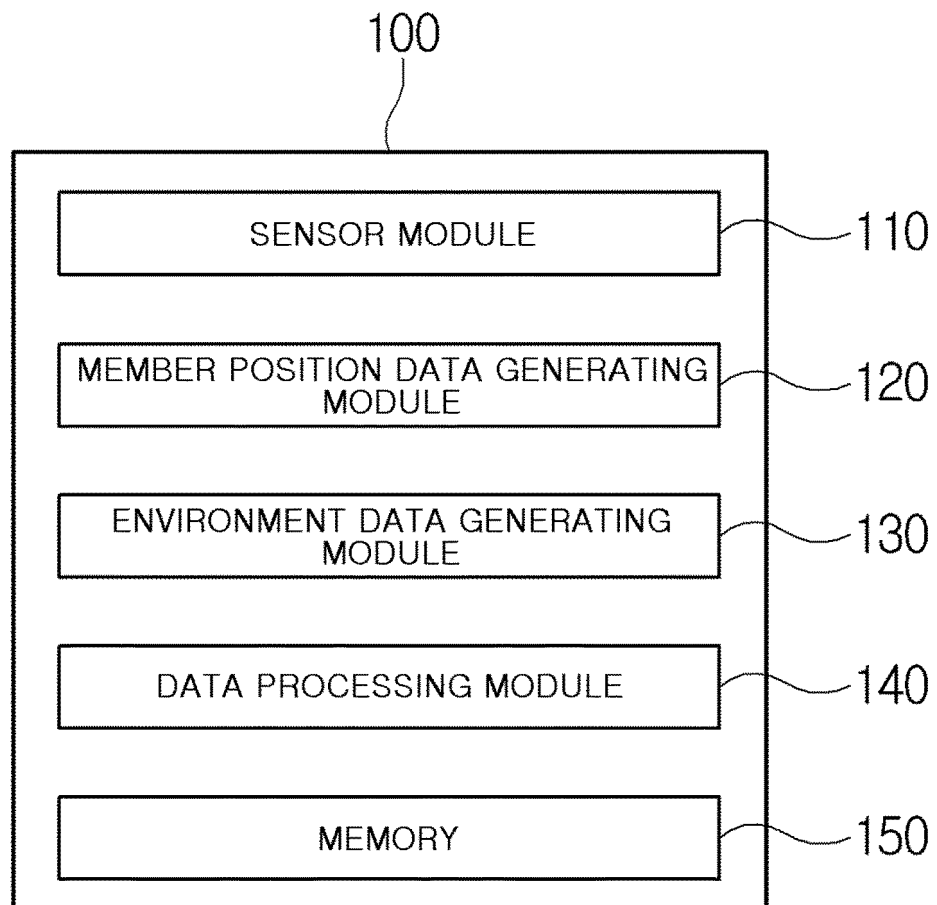 100
SENSOR MODULE
110
MEMBER POSITION DATA GENERATING
MODULE
120
ENVIRONMENT DATA GENERATING
MODULE
130
DATA PROCESSING MODULE
140
MEMORY
150